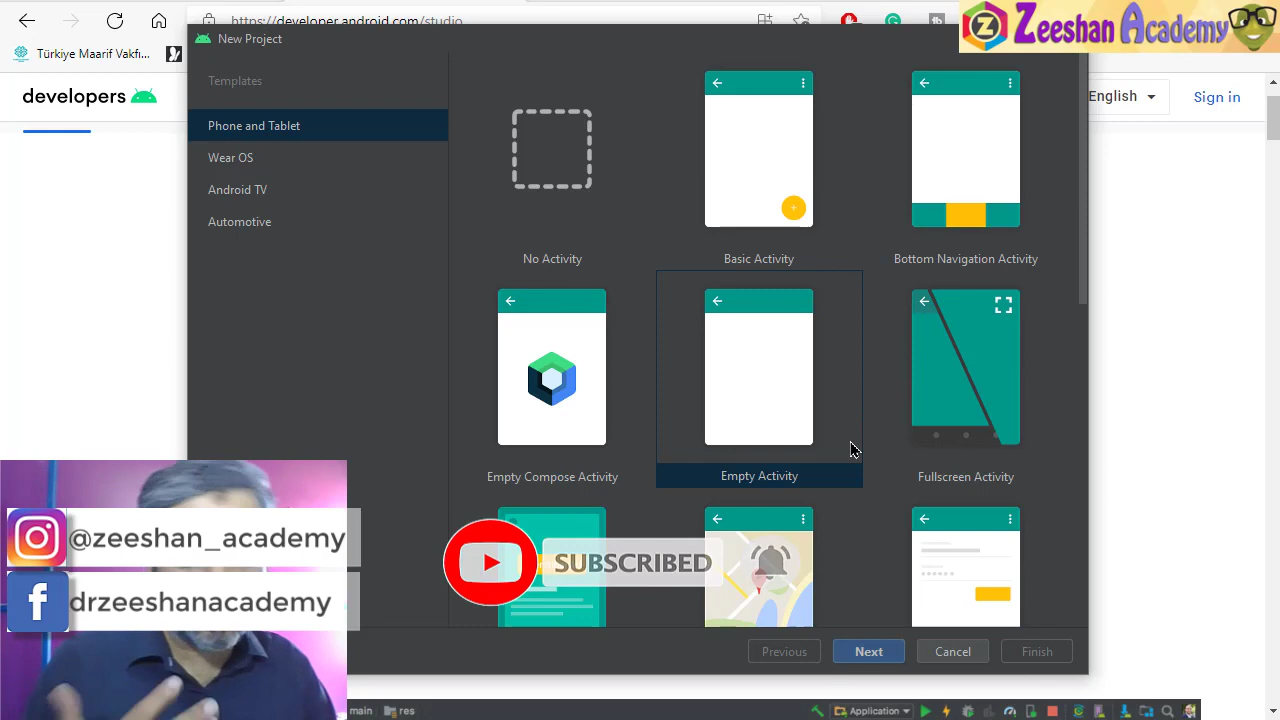 https://developer.android.com/studio
Zeeshan Academy
New Project
Türkiye Maarif Vakfı...
Templates
developers
English
Sign in
Phone and Tablet
Wear OS
Android TV
Automotive
No Activity
Basic Activity
Bottom Navigation Activity
Empty Compose Activity
Empty Activity
Fullscreen Activity
@zeeshan_academy
SUBSCRIBED
drzeeshanacademy
Previous
Next
Cancel
Finish
main
res
Application